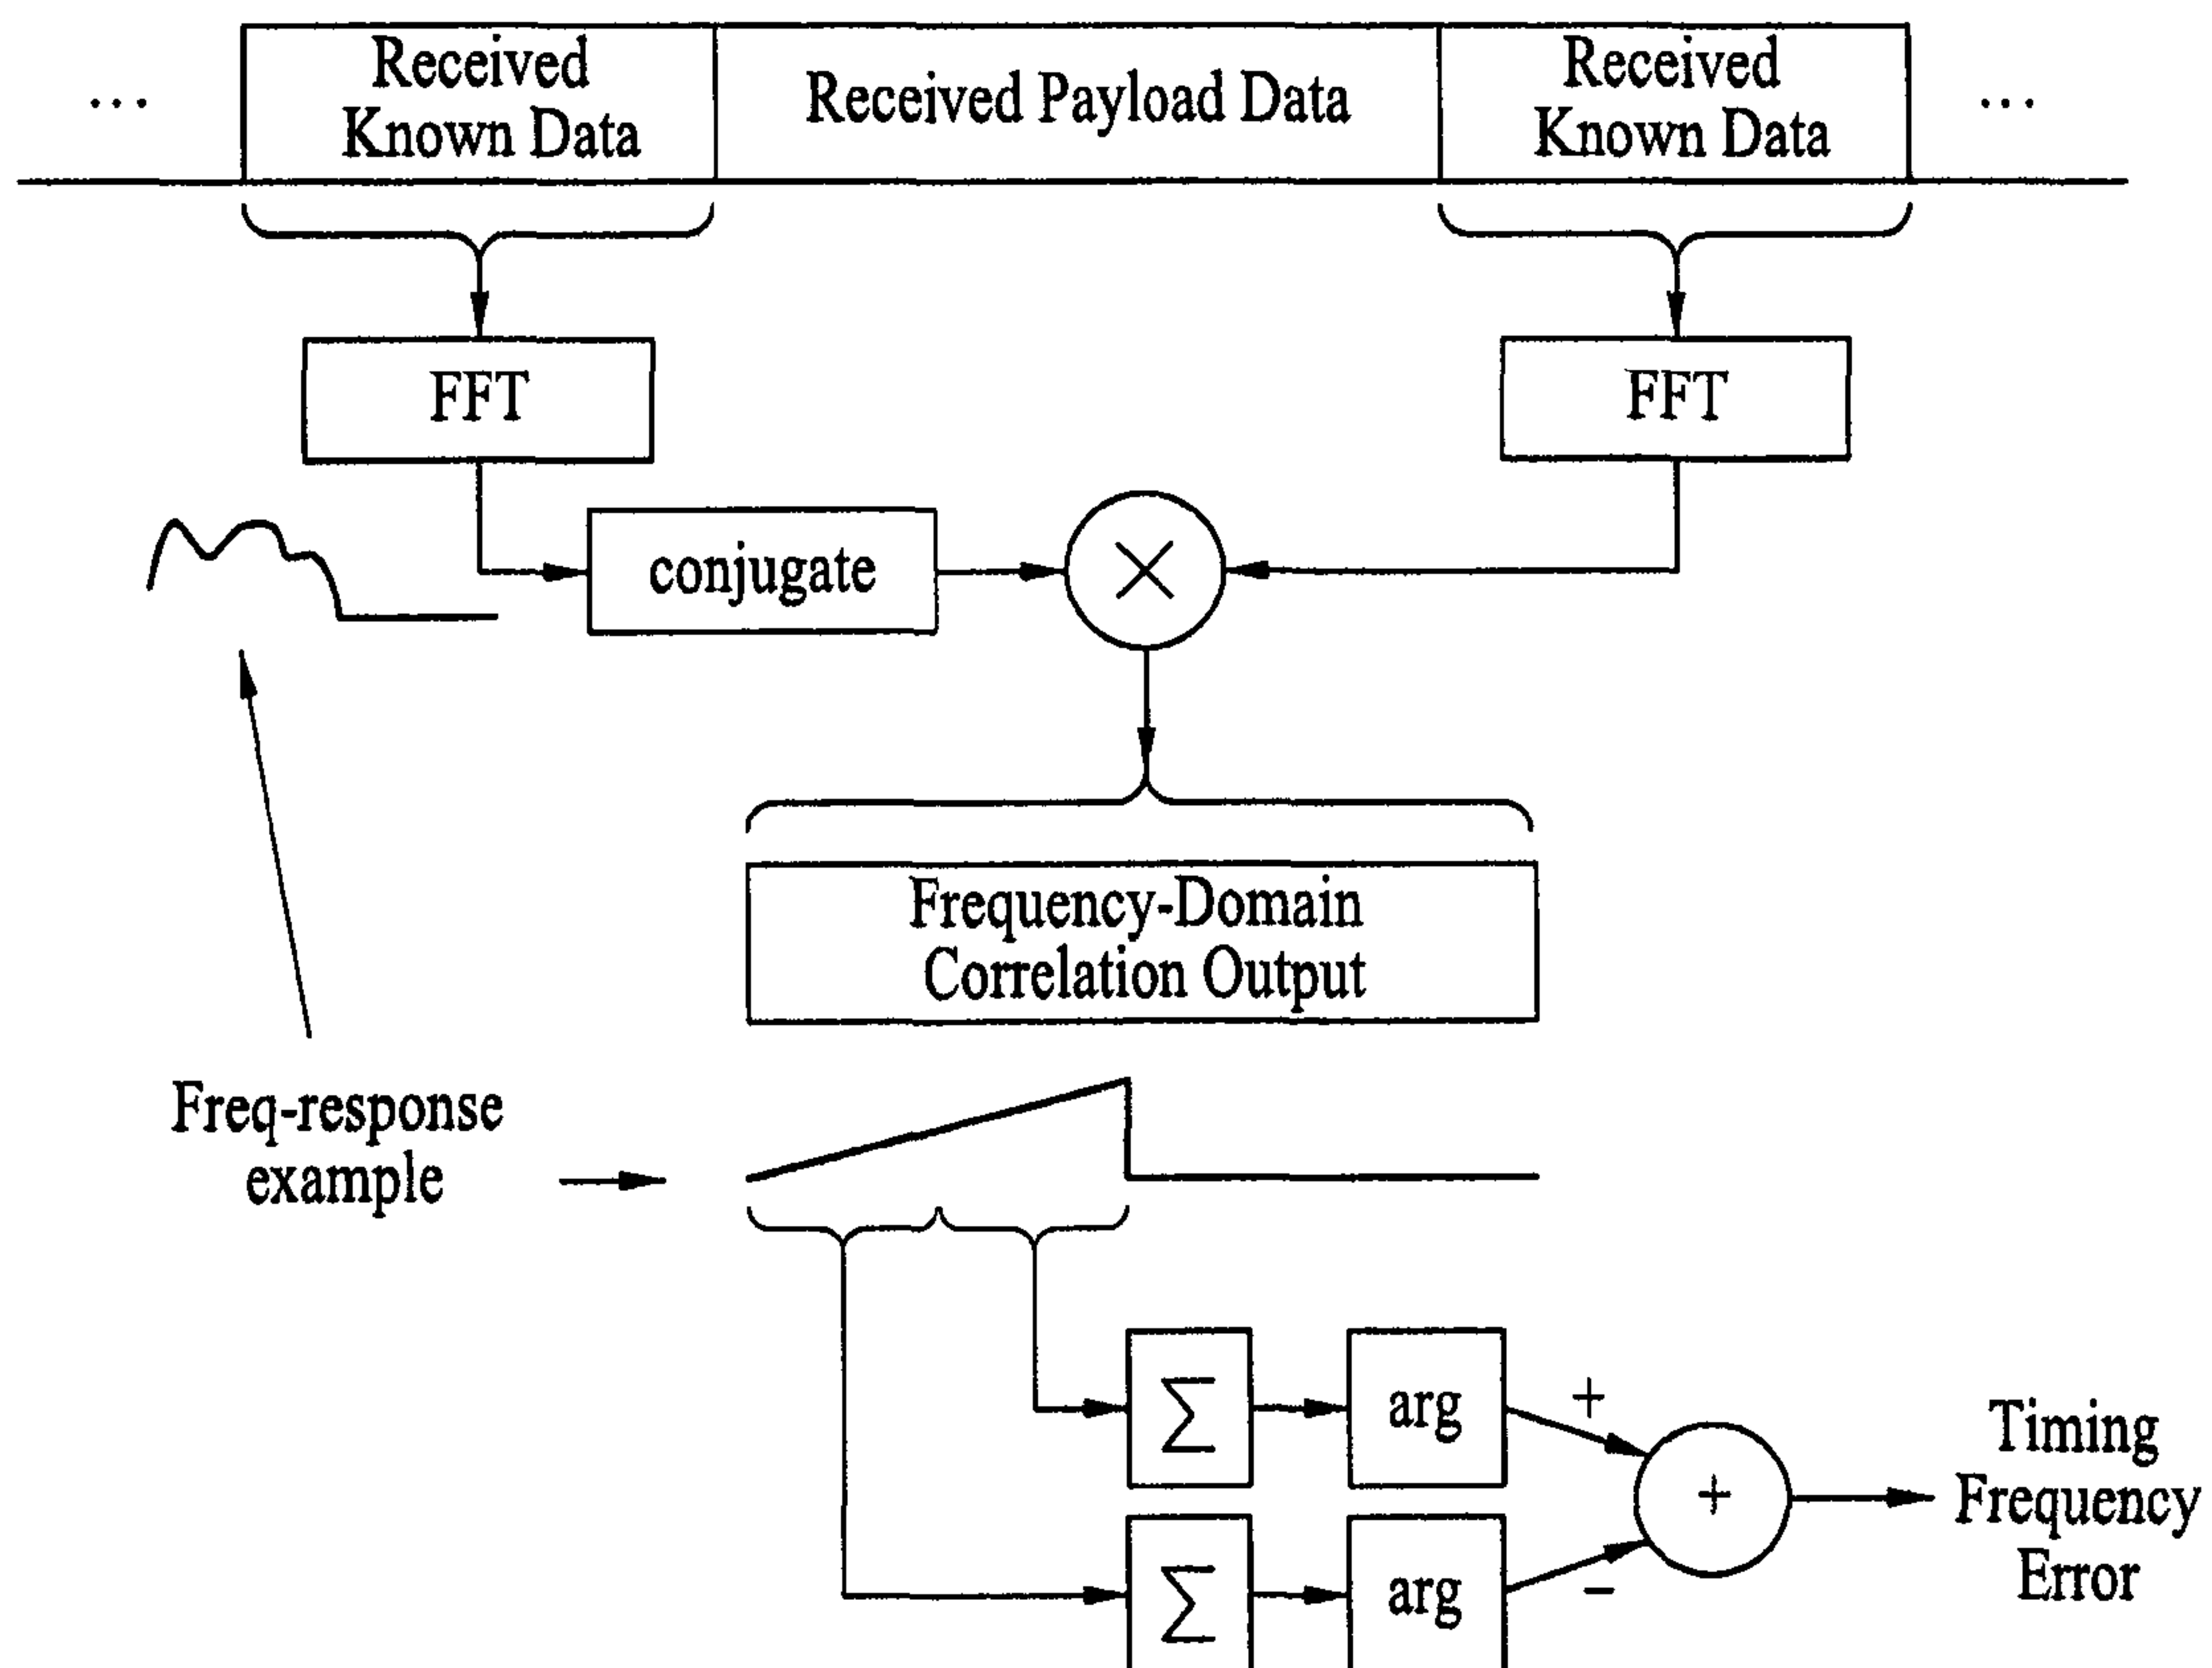 ...
Received
Known Data
Received Payload Data
Received
Known Data
...
FFT
FFT
conjugate
×
Frequency-Domain
Correlation Output
Freq-response
example
Σ
arg
+
Σ
arg
−
+
Timing
Frequency
Error